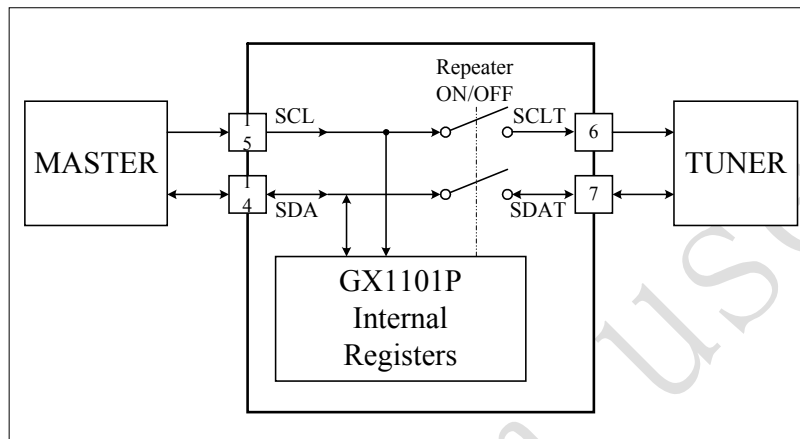 Repeater
ON/OFF
MASTER
1
5
SCL
SCLT
6
TUNER
1
4
SDA
SDAT
7
GX1101P
Internal
Registers